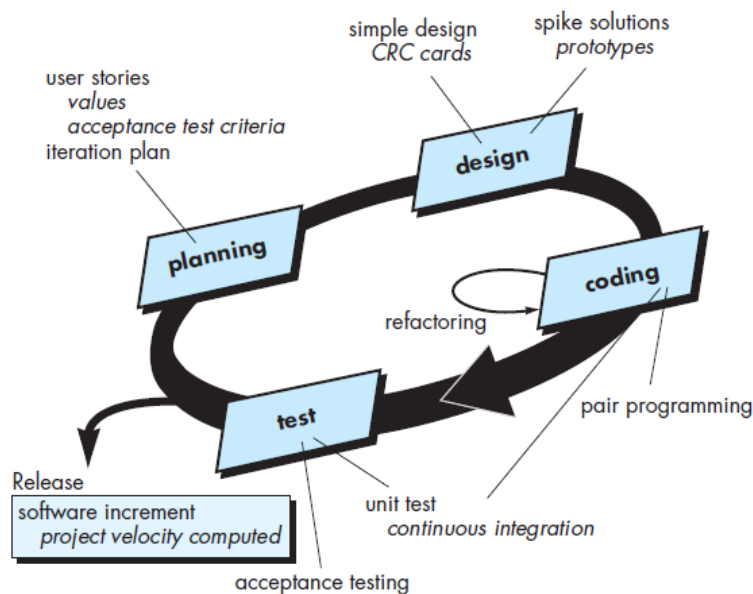 simple design
CRC cards
spike solutions
prototypes
user stories
values
acceptance test criteria
iteration plan
design
planning
coding
refactoring
test
pair programming
Release
software increment
project velocity computed
unit test
continuous integration
acceptance testing